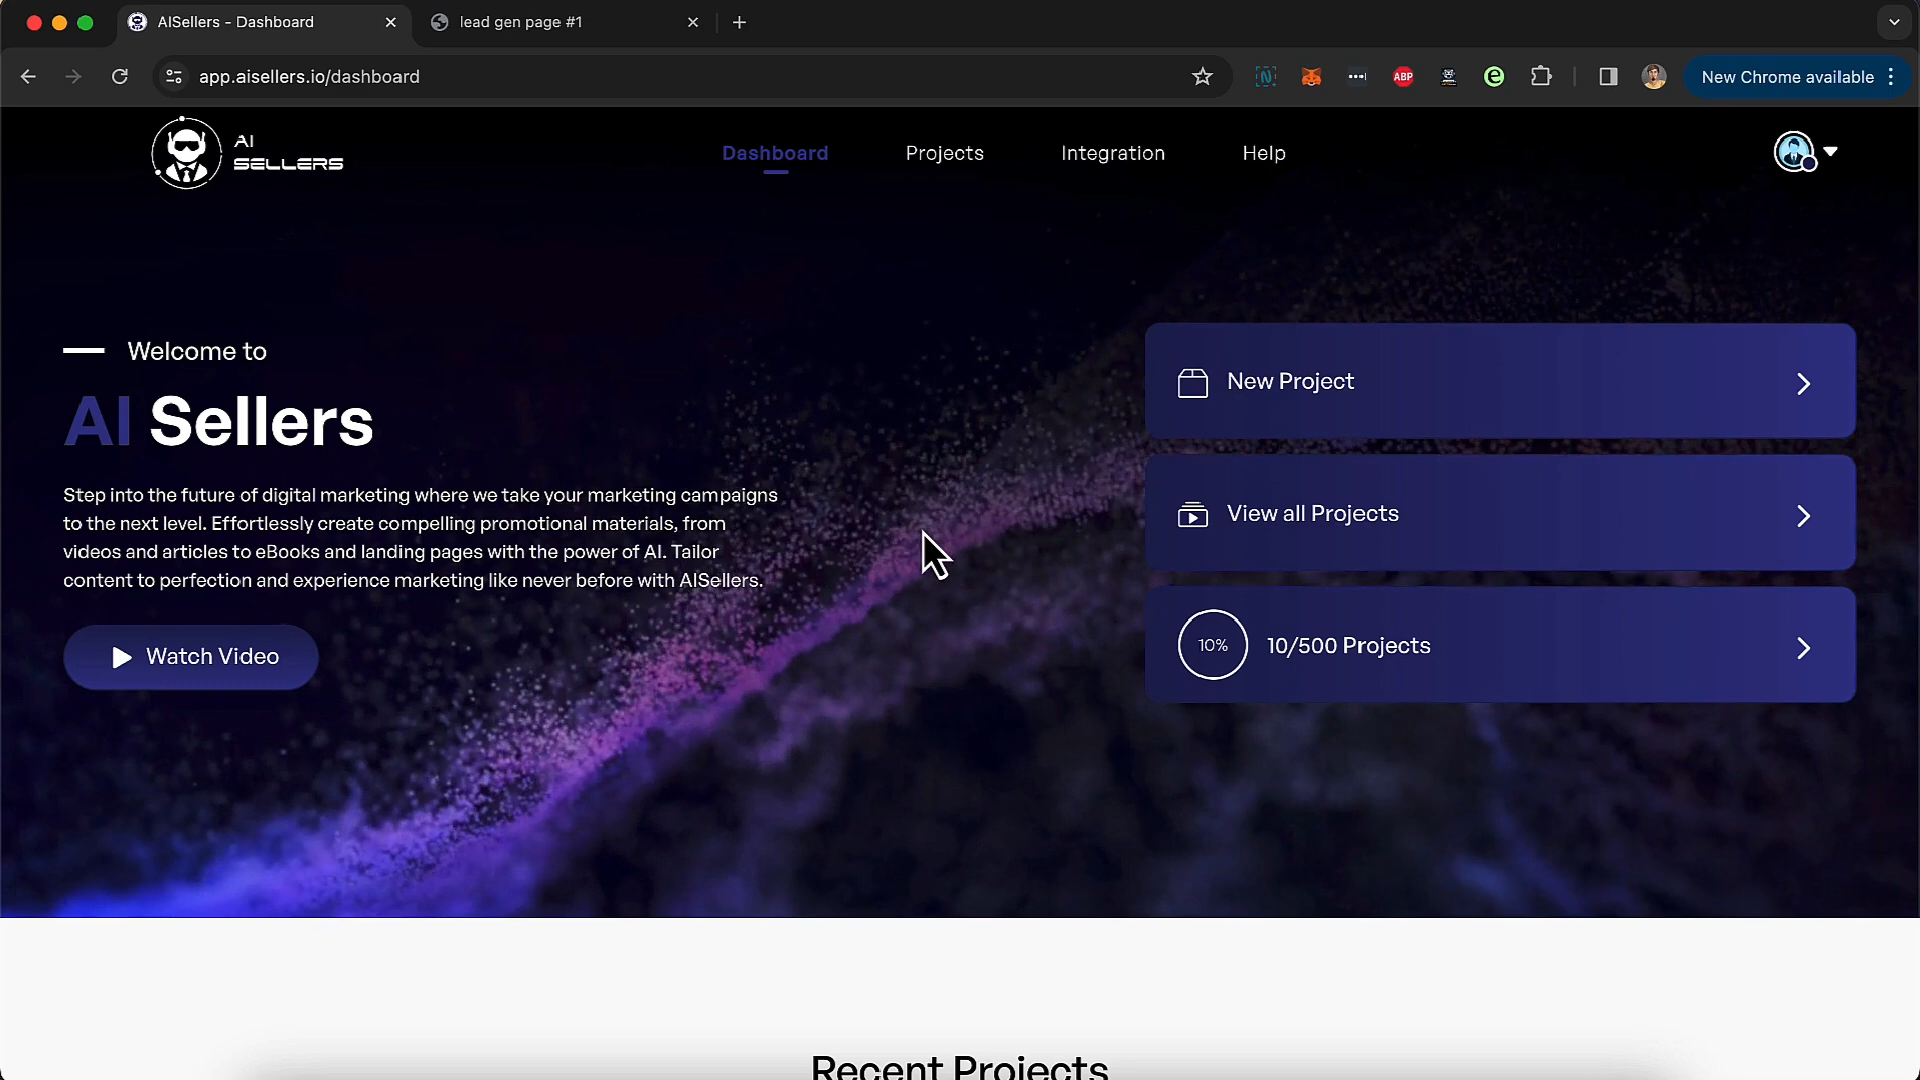 AISellers - Dashboard
lead gen page #1
app.aisellers.io/dashboard
ABP
New Chrome available
AI
SELLERS
Dashboard
Projects
Integration
Help
Welcome to
AI Sellers
Step into the future of digital marketing where we take your marketing campaigns
to the next level. Effortlessly create compelling promotional materials, from
videos and articles to eBooks and landing pages with the power of AI. Tailor
content to perfection and experience marketing like never before with AISellers.
Watch Video
New Project
View all Projects
10%
10/500 Projects
Recent Projects